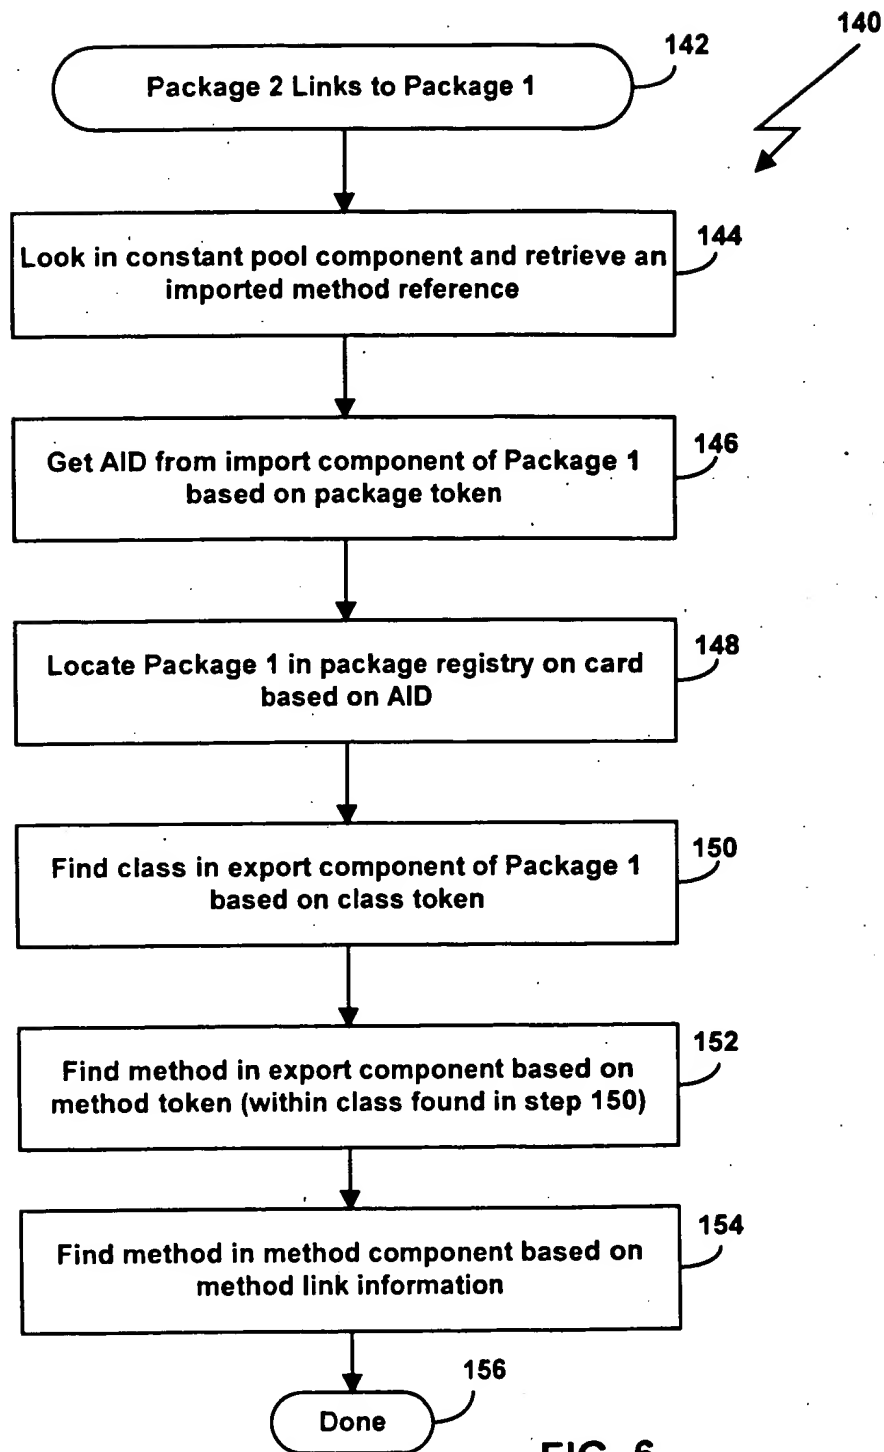 140
142
Package 2 Links to Package 1
144
Look in constant pool component and retrieve an
imported method reference
146
Get AID from import component of Package 1
based on package token
148
Locate Package 1 in package registry on card
based on AID
150
Find class in export component of Package 1
based on class token
152
Find method in export component based on
method token (within class found in step 150)
154
Find method in method component based on
method link information
156
Done
FIG. 6